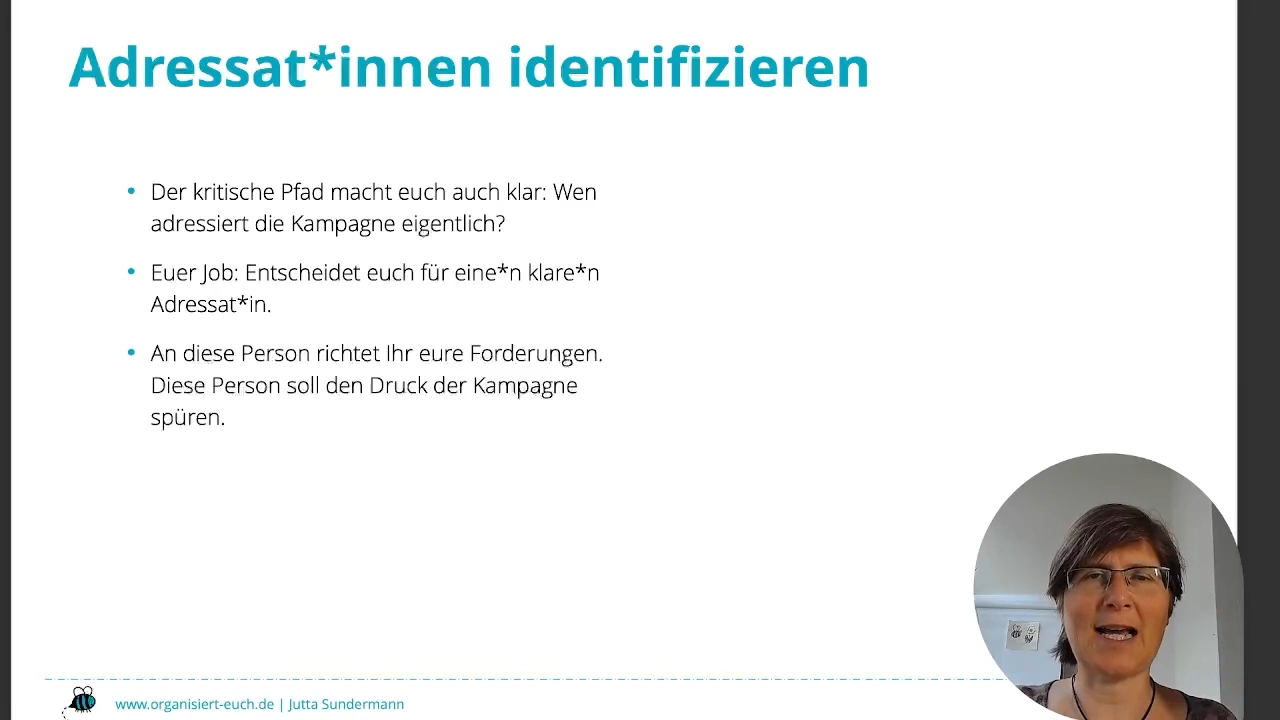 Adressat*innen identifizieren
• Der kritische Pfad macht euch auch klar: Wen
adressiert die Kampagne eigentlich?
• Euer Job: Entscheidet euch für eine*n klare*n
Adressat*in.
• An diese Person richtet Ihr eure Forderungen.
Diese Person soll den Druck der Kampagne
spüren.
www.organisiert-euch.de | Jutta Sundermann